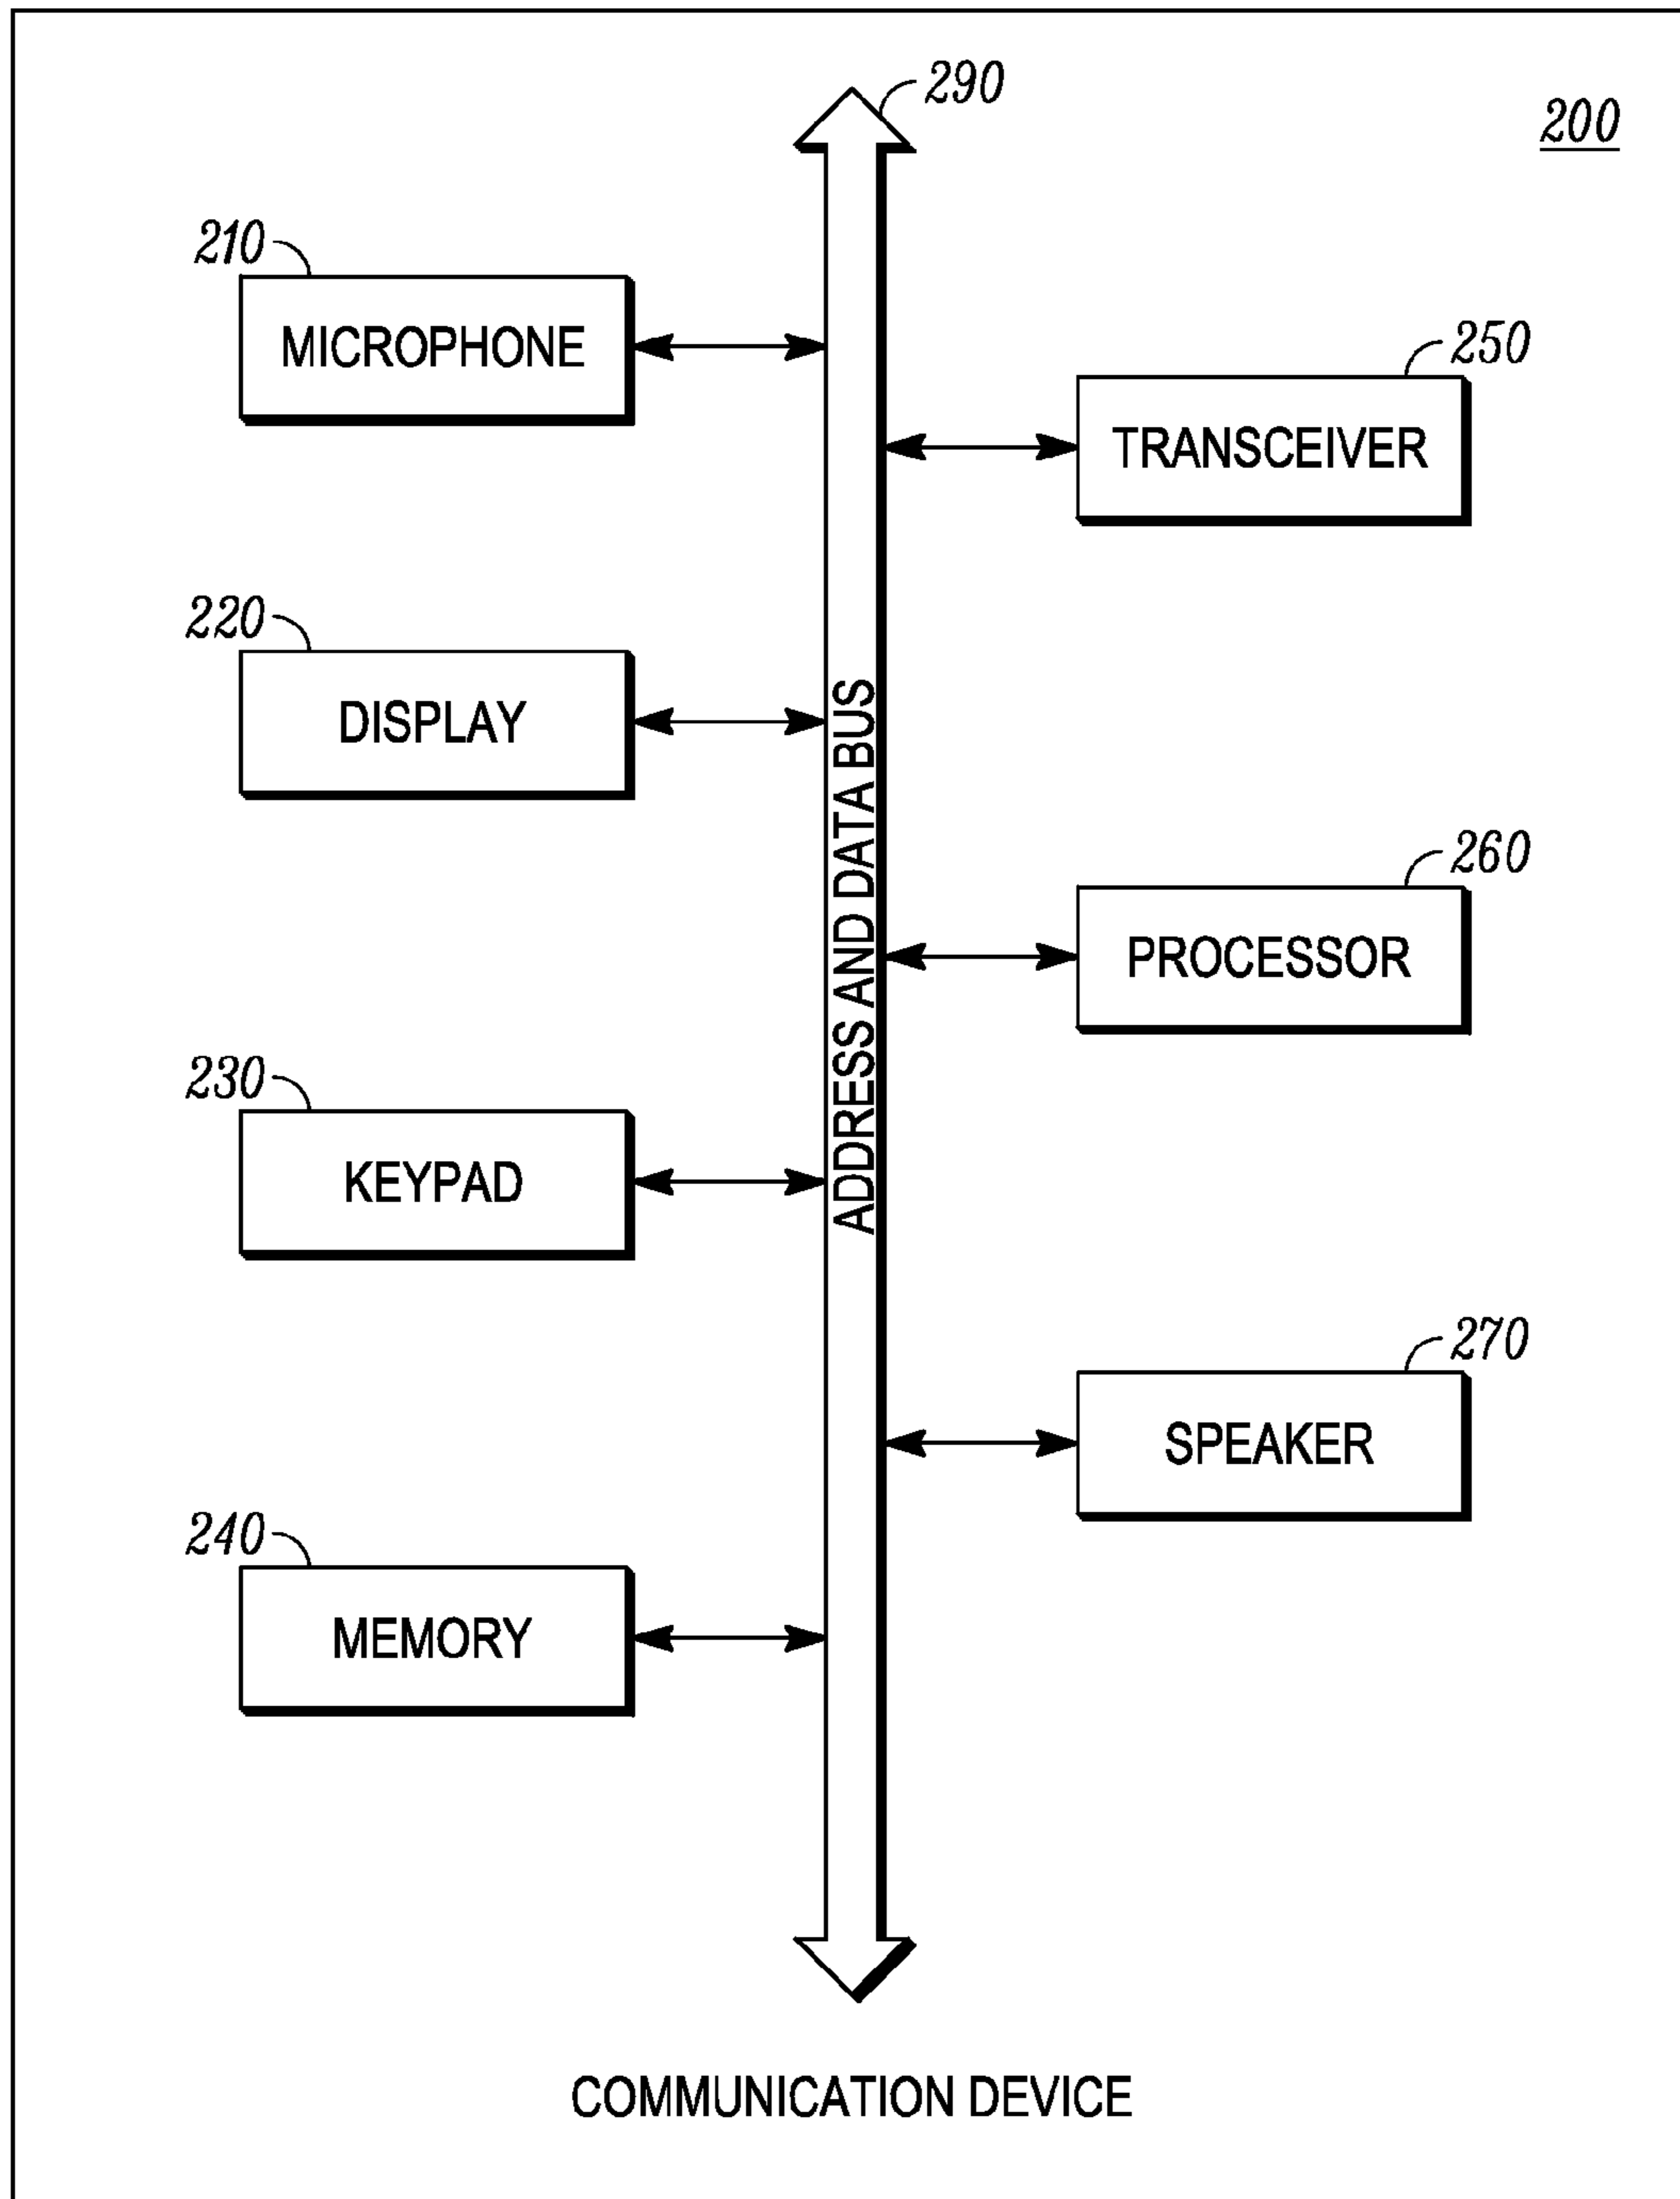 290
200
210
MICROPHONE
250
TRANSCEIVER
220
DISPLAY
ADDRESS AND DATA BUS
260
PROCESSOR
230
KEYPAD
270
SPEAKER
240
MEMORY
COMMUNICATION DEVICE